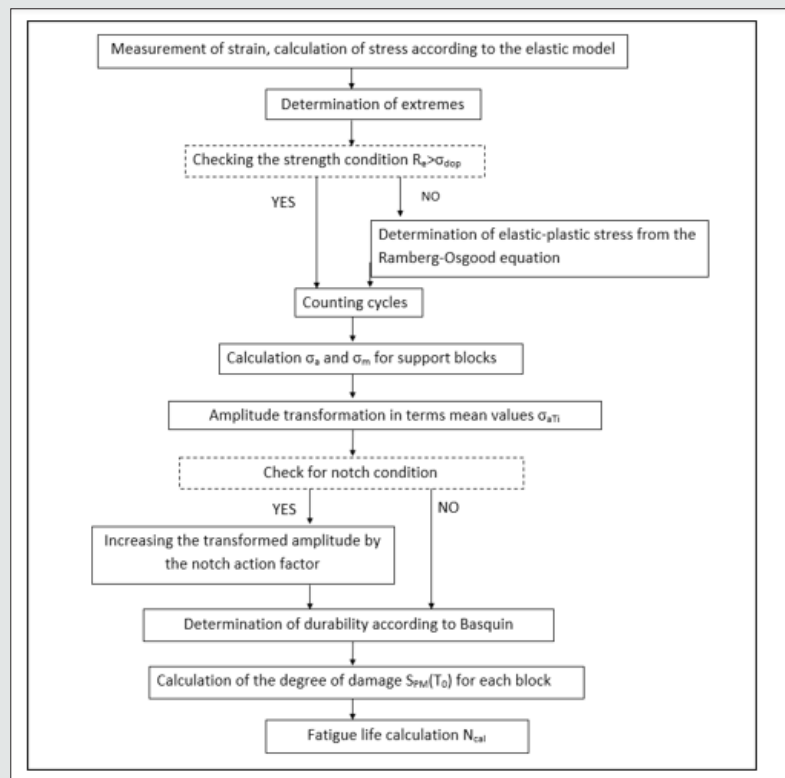 Measurement of strain, calculation of stress according to the elastic model
Determination of extremes
Checking the strength condition Rₑ>σdop
YES
NO
Determination of elastic-plastic stress from the
Ramberg-Osgood equation
Counting cycles
Calculation σₐ and σₘ for support blocks
Amplitude transformation in terms mean values σaTi
Check for notch condition
YES
NO
Increasing the transformed amplitude by
the notch action factor
Determination of durability according to Basquin
Calculation of the degree of damage SPM(T₀) for each block
Fatigue life calculation Ncal